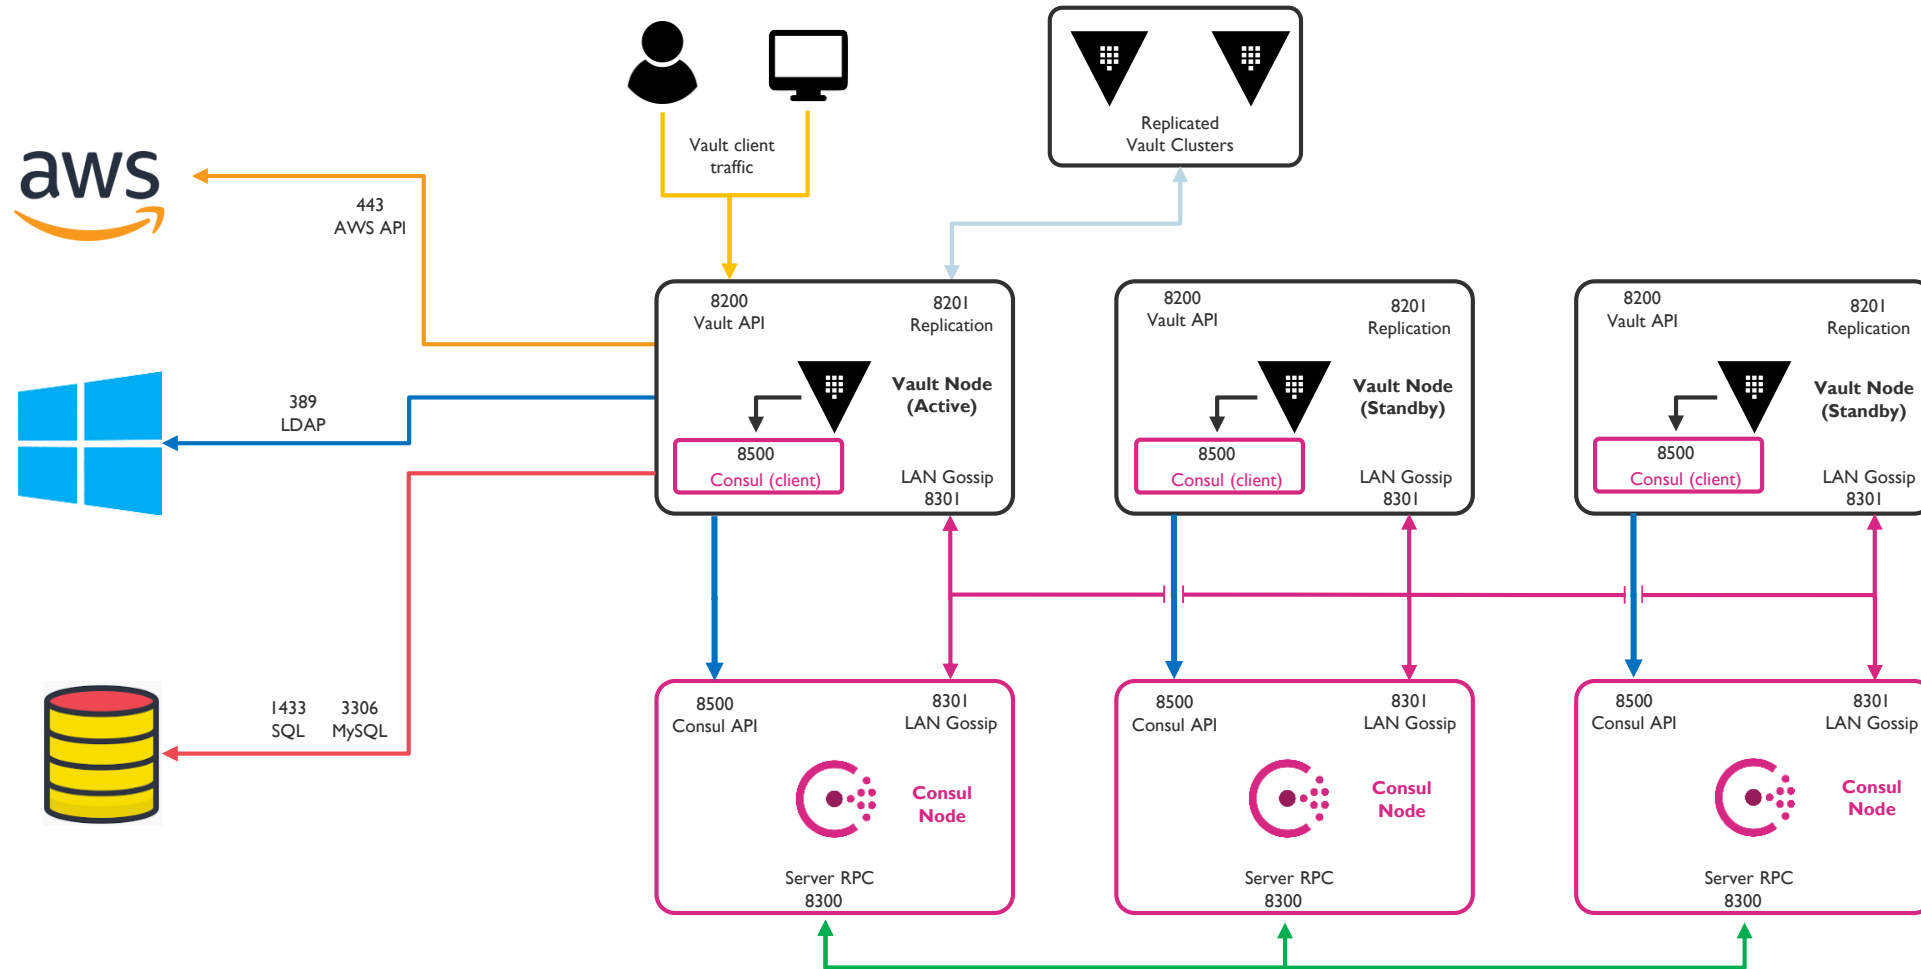 Vault client
traffic
Replicated
Vault Clusters
aws
443
AWS API
389
LDAP
1433
SQL
3306
MySQL
8200
Vault API
8201
Replication
Vault Node
(Active)
8500
Consul (client)
LAN Gossip
8301
8200
Vault API
8201
Replication
Vault Node
(Standby)
8500
Consul (client)
LAN Gossip
8301
8200
Vault API
8201
Replication
Vault Node
(Standby)
8500
Consul (client)
LAN Gossip
8301
8500
Consul API
8301
LAN Gossip
Consul
Node
Server RPC
8300
8500
Consul API
8301
LAN Gossip
Consul
Node
Server RPC
8300
8500
Consul API
8301
LAN Gossip
Consul
Node
Server RPC
8300